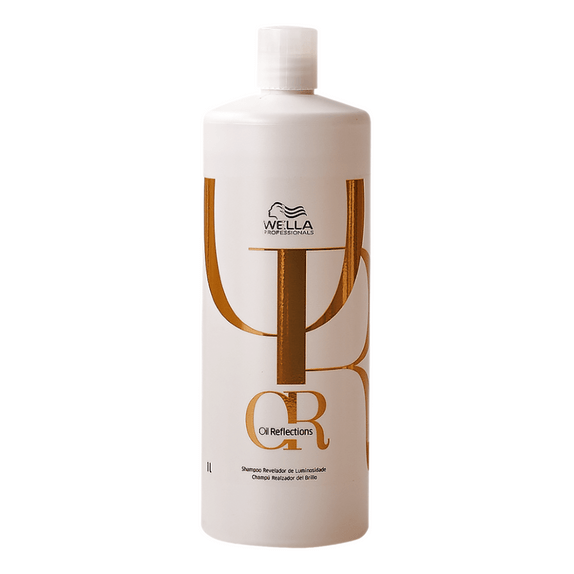 WELLA
PROFESSIONALS
OR
Oil Reflections
1L
Shampoo Revelador de Luminosidade
Champú Realzador del Brillo